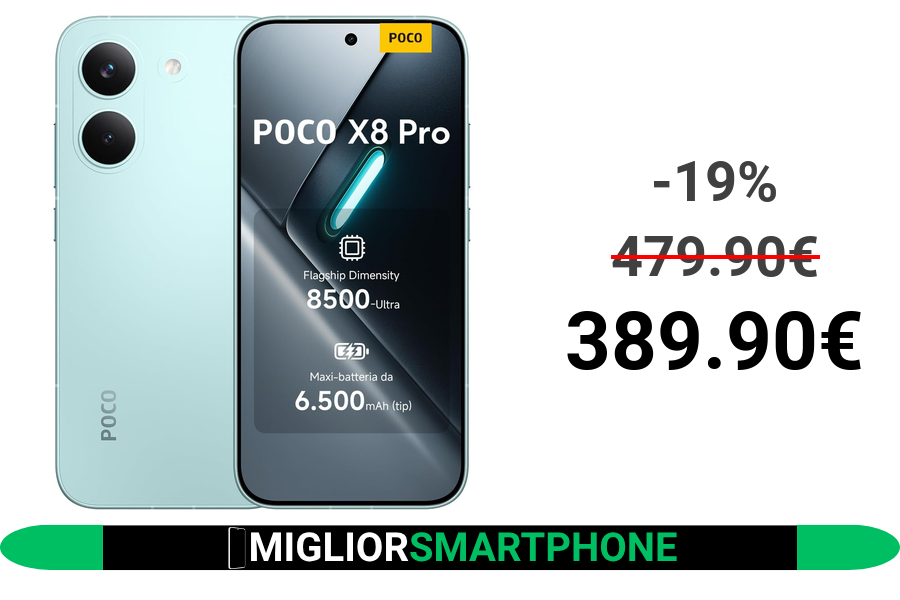 POCO
POCO X8 Pro
Flagship Dimensity
8500-Ultra
Maxi-batteria da
6.500mAh (tip)
POCO
-19%
479.90€
389.90€
MIGLIORSMARTPHONE